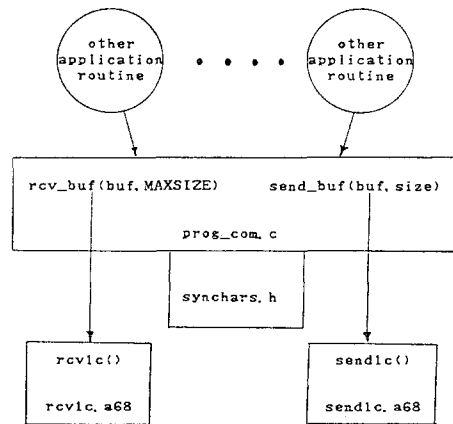 other
application
routine
other
application
routine
rcv_buf(buf, MAXSIZE)
send_buf(buf, size)
prog_com.c
synchars.h
rcv1c()
rcv1c.a68
send1c()
send1c.a68